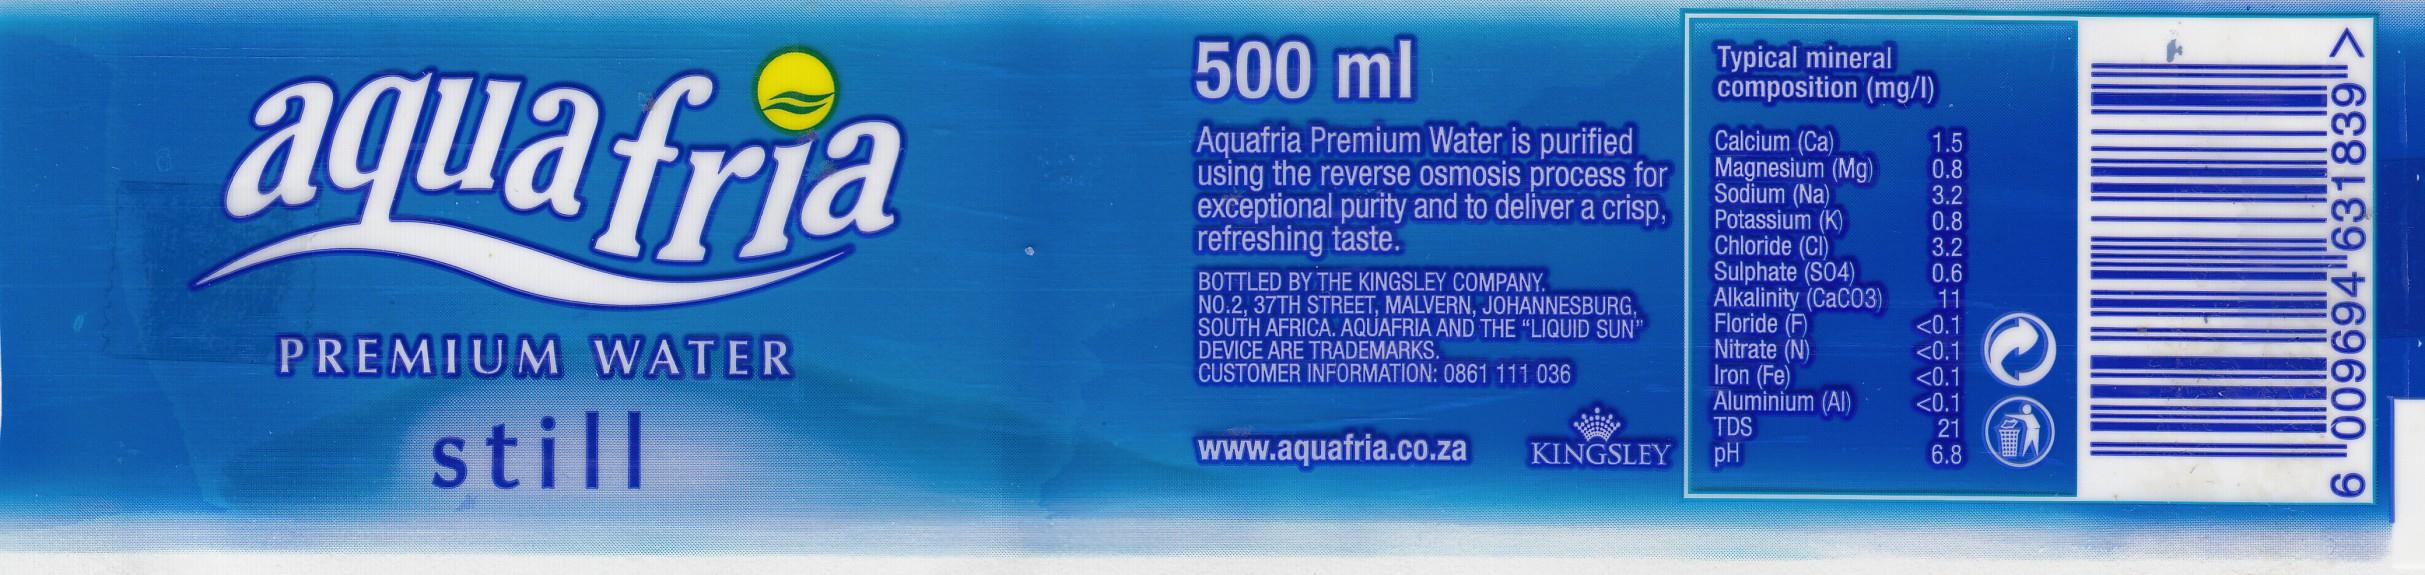 aquafria
PREMIUM WATER
still
500 ml
Aquafria Premium Water is purified
using the reverse osmosis process for
exceptional purity and to deliver a crisp,
refreshing taste.
BOTTLED BY THE KINGSLEY COMPANY.
NO.2, 37TH STREET, MALVERN, JOHANNESBURG,
SOUTH AFRICA. AQUAFRIA AND THE “LIQUID SUN”
DEVICE ARE TRADEMARKS.
CUSTOMER INFORMATION: 0861 111 036
www.aquafria.co.za
KINGSLEY
Typical mineral
composition (mg/l)
Calcium (Ca) 1.5
Magnesium (Mg) 0.8
Sodium (Na) 3.2
Potassium (K) 0.8
Chloride (Cl) 3.2
Sulphate (SO4) 0.6
Alkalinity (CaCO3) 11
Floride (F) <0.1
Nitrate (N) <0.1
Iron (Fe) <0.1
Aluminium (Al) <0.1
TDS 21
pH 6.8
6 009694 631839 >